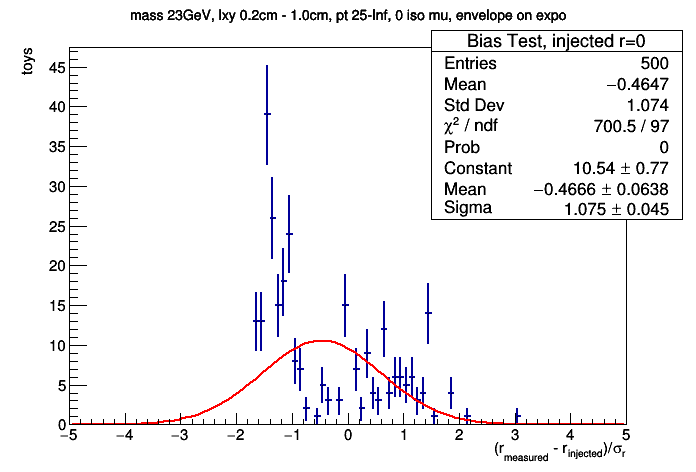 mass 23GeV, lxy 0.2cm - 1.0cm, pt 25-Inf, 0 iso mu, envelope on expo
Bias Test, injected r=0
Entries 500
Mean −0.4647
Std Dev 1.074
χ² / ndf 700.5 / 97
Prob 0
Constant 10.54 ± 0.77
Mean −0.4666 ± 0.0638
Sigma 1.075 ± 0.045
toys
45
40
35
30
25
20
15
10
5
0
−5 −4 −3 −2 −1 0 1 2 3 4 5
(r_measured - r_injected)/σ_r